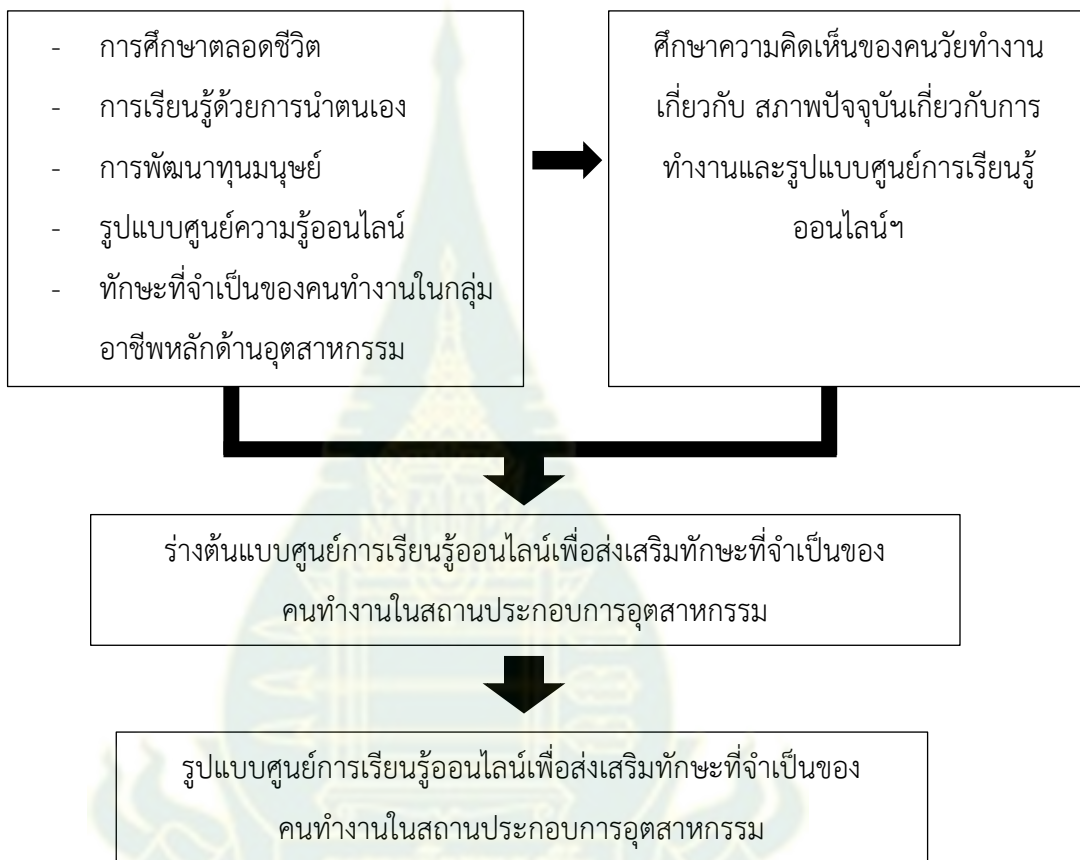 - การศึกษาตลอดชีวิต
- การเรียนรู้ด้วยการนำตนเอง
- การพัฒนาทุนมนุษย์
- รูปแบบศูนย์ความรู้ออนไลน์
- ทักษะที่จำเป็นของคนทำงานในกลุ่ม
อาชีพหลักด้านอุตสาหกรรม
ศึกษาความคิดเห็นของคนวัยทำงาน
เกี่ยวกับ สภาพปัจจุบันเกี่ยวกับการ
ทำงานและรูปแบบศูนย์การเรียนรู้
ออนไลน์ฯ
ร่างต้นแบบศูนย์การเรียนรู้ออนไลน์เพื่อส่งเสริมทักษะที่จำเป็นของ
คนทำงานในสถานประกอบการอุตสาหกรรม
รูปแบบศูนย์การเรียนรู้ออนไลน์เพื่อส่งเสริมทักษะที่จำเป็นของ
คนทำงานในสถานประกอบการอุตสาหกรรม